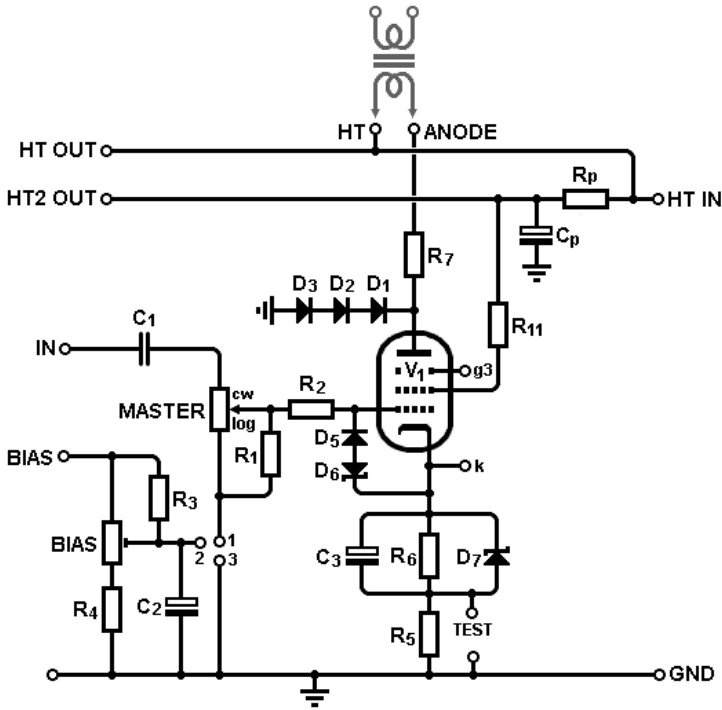 HT ANODE
HT OUT
HT2 OUT
Rp
HT IN
Cp
R7
D3 D2 D1
C1
R11
IN
V1
g3
cw
R2
MASTER
log
D5
BIAS
R1
D6
k
R3
BIAS
1
2
3
C3
R6
D7
R4
C2
R5
TEST
GND